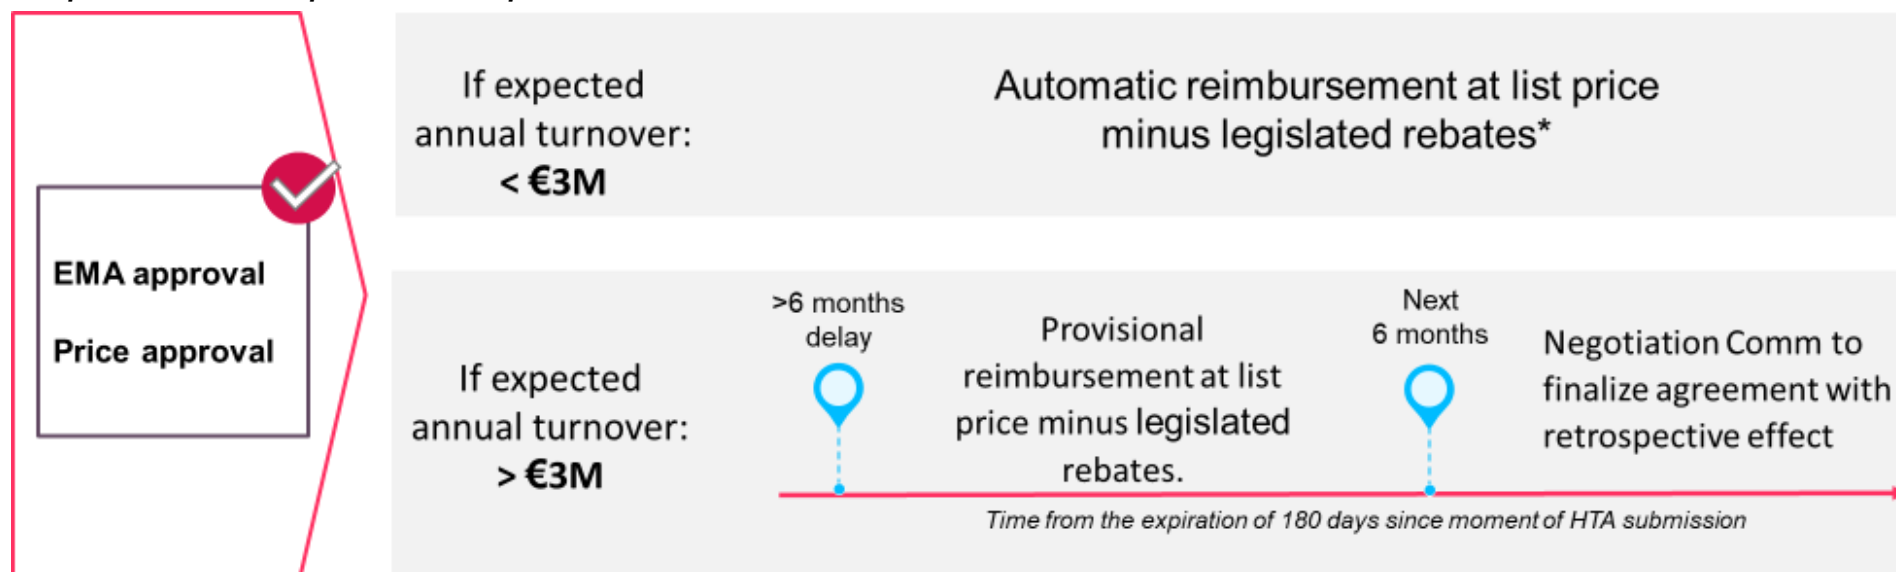 EMA approval
Price approval
If expected
annual turnover:
< €3M
Automatic reimbursement at list price
minus legislated rebates*
If expected
annual turnover:
> €3M
>6 months
delay
Provisional
reimbursement at list
price minus legislated
rebates.
Next
6 months
Negotiation Comm to
finalize agreement with
retrospective effect
Time from the expiration of 180 days since moment of HTA submission